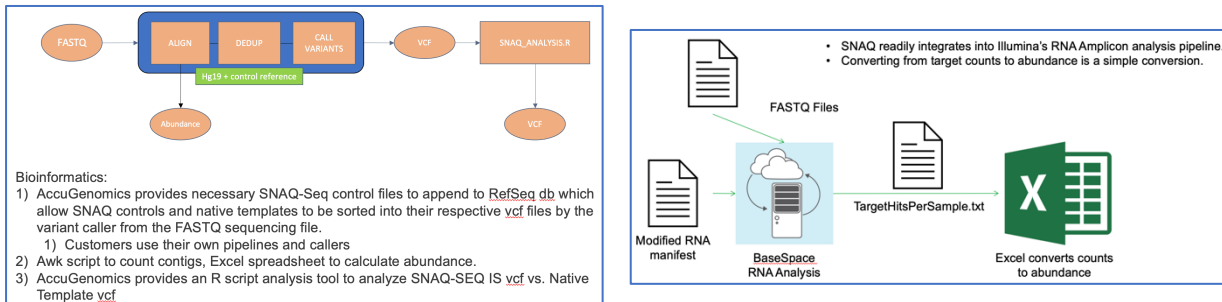 FASTQ
ALIGN
DEDUP
CALL
VARIANTS
VCF
SNAQ_ANALYSIS.R
Hg19 + control reference
Abundance
VCF
Bioinformatics:
1) AccuGenomics provides necessary SNAQ-Seq control files to append to RefSeq db which
allow SNAQ controls and native templates to be sorted into their respective vcf files by the
variant caller from the FASTQ sequencing file.
1) Customers use their own pipelines and callers
2) Awk script to count contigs, Excel spreadsheet to calculate abundance.
3) AccuGenomics provides an R script analysis tool to analyze SNAQ-SEQ IS vcf vs. Native
Template vcf
• SNAQ readily integrates into Illumina's RNA Amplicon analysis pipeline.
• Converting from target counts to abundance is a simple conversion.
FASTQ Files
Modified RNA
manifest
BaseSpace
RNA Analysis
TargetHitsPerSample.txt
X
Excel converts counts
to abundance